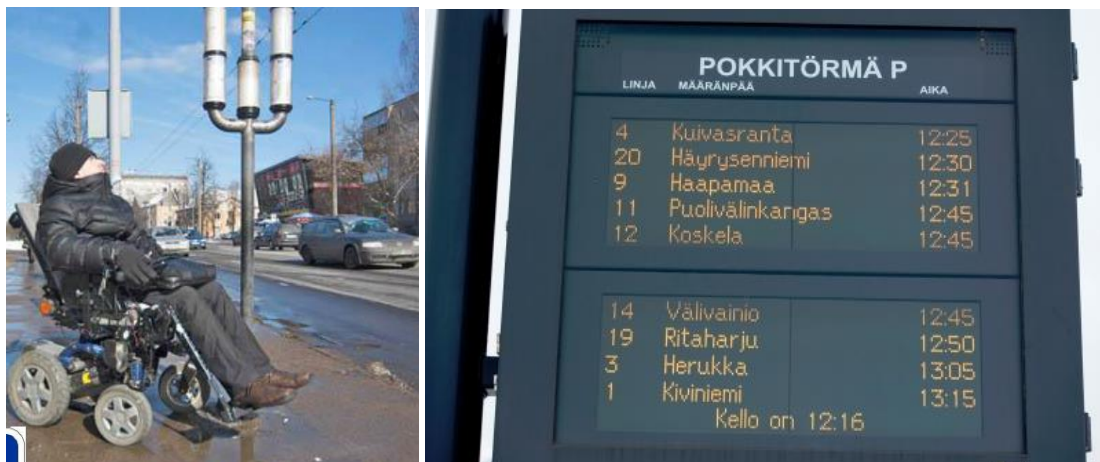 POKKITÖRMÄ P
LINJA MÄÄRÄNPÄÄ AIKA
4 Kuivasranta 12:25
20 Häyrysenniemi 12:30
9 Haapamaa 12:31
11 Puolivälinkangas 12:45
12 Koskela 12:45
14 Välivainio 12:45
19 Ritaharju 12:50
3 Herukka 13:05
1 Kiviniemi 13:15
Kello on 12:16